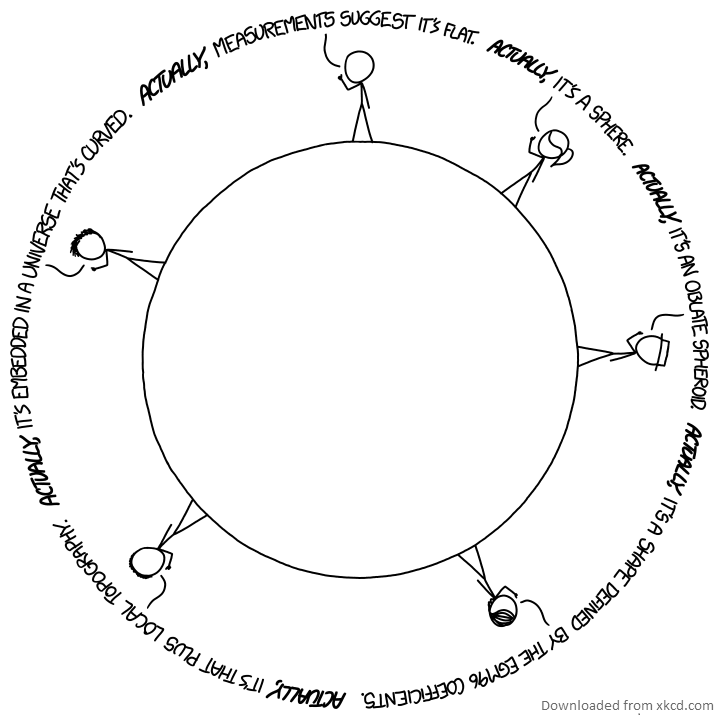 ACTUALLY, MEASUREMENTS SUGGEST IT'S FLAT.
ACTUALLY, IT'S A SPHERE.
ACTUALLY, IT'S AN OBLATE SPHEROID.
ACTUALLY, IT'S A SHAPE DEFINED BY THE EGM96 COEFFICIENTS.
ACTUALLY, IT'S THAT PLUS LOCAL TOPOGRAPHY.
ACTUALLY, IT'S EMBEDDED IN A UNIVERSE THAT'S CURVED.
Downloaded from xkcd.com